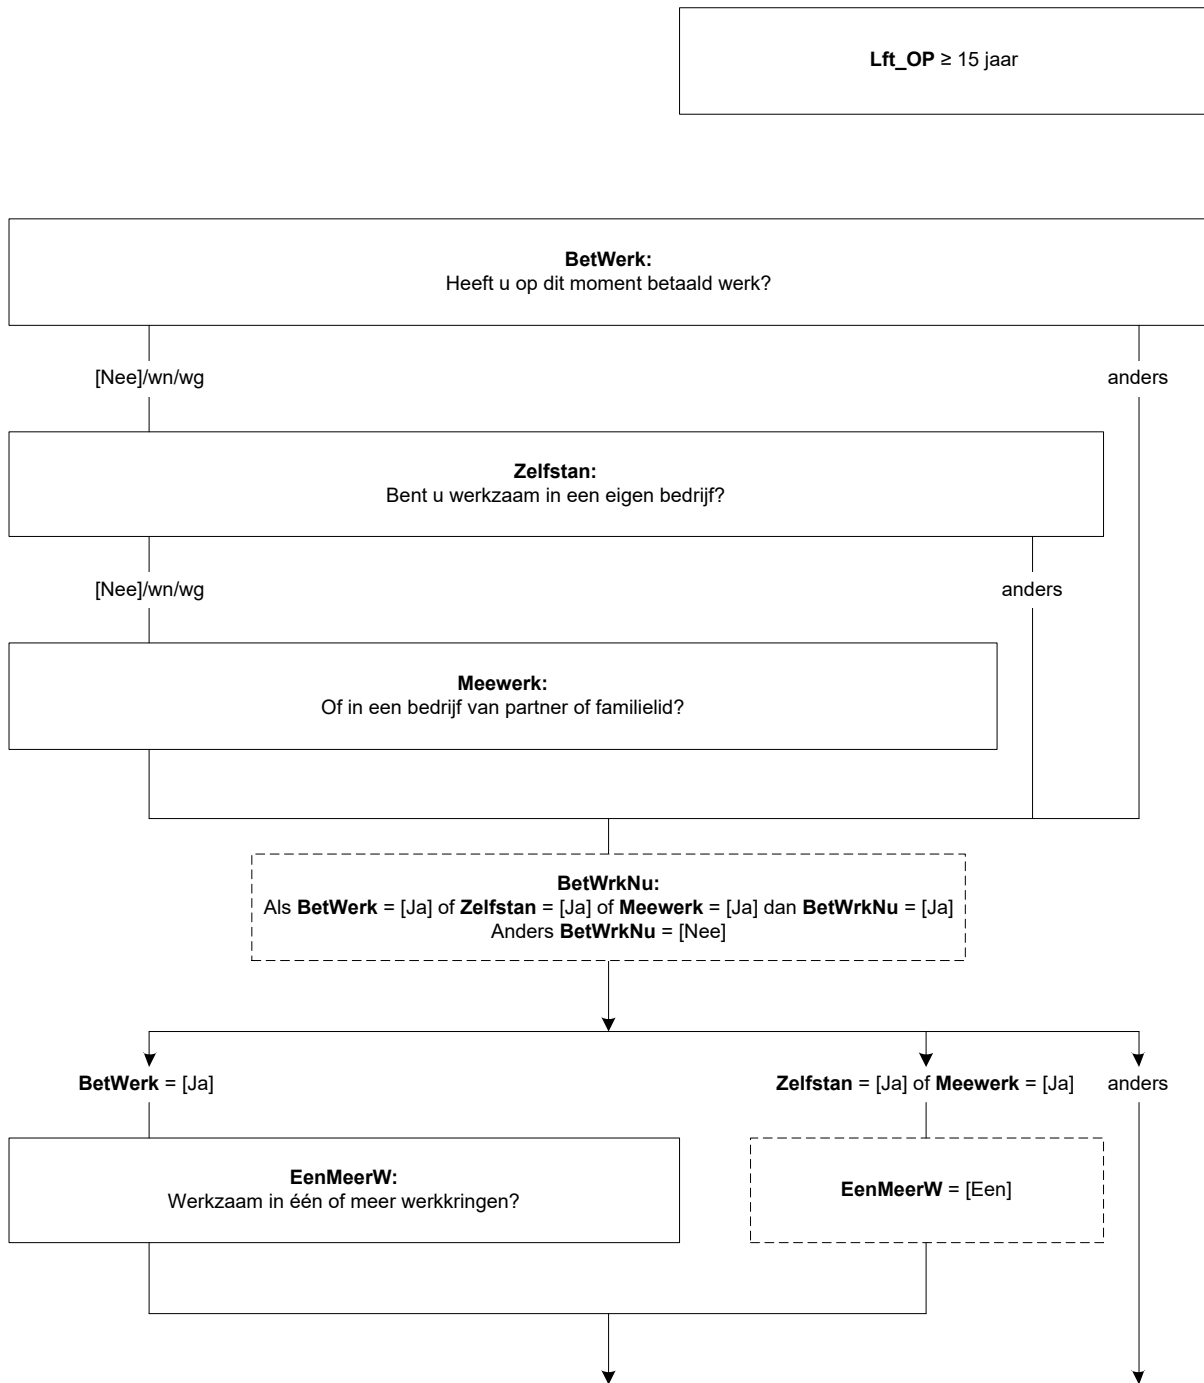 Lft_OP ≥ 15 jaar
BetWerk:
Heeft u op dit moment betaald werk?
[Nee]/wn/wg
anders
Zelfstan:
Bent u werkzaam in een eigen bedrijf?
[Nee]/wn/wg
anders
Meewerk:
Of in een bedrijf van partner of familielid?
BetWrkNu:
Als BetWerk = [Ja] of Zelfstan = [Ja] of Meewerk = [Ja] dan BetWrkNu = [Ja]
Anders BetWrkNu = [Nee]
BetWerk = [Ja]
Zelfstan = [Ja] of Meewerk = [Ja]
anders
EenMeerW:
Werkzaam in één of meer werkkringen?
EenMeerW = [Een]